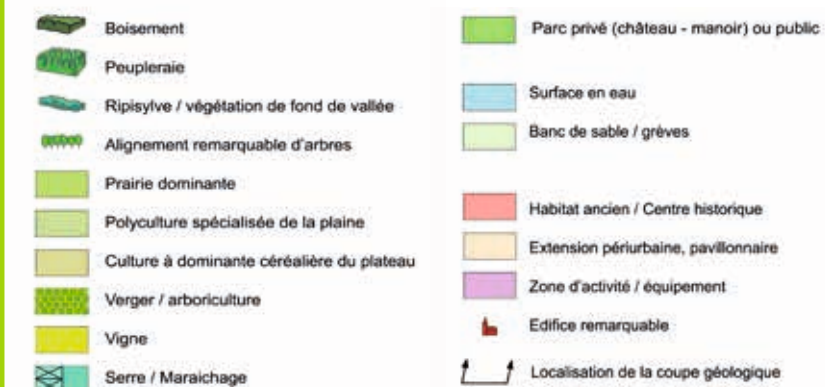 Boisement
Peupleraie
Ripisylve / végétation de fond de vallée
Alignement remarquable d'arbres
Prairie dominante
Polyculture spécialisée de la plaine
Culture à dominante céréalière du plateau
Verger / arboriculture
Vigne
Serre / Maraichage
Parc privé (château - manoir) ou public
Surface en eau
Banc de sable / grèves
Habitat ancien / Centre historique
Extension périurbaine, pavillonnaire
Zone d'activité / équipement
Edifice remarquable
Localisation de la coupe géologique